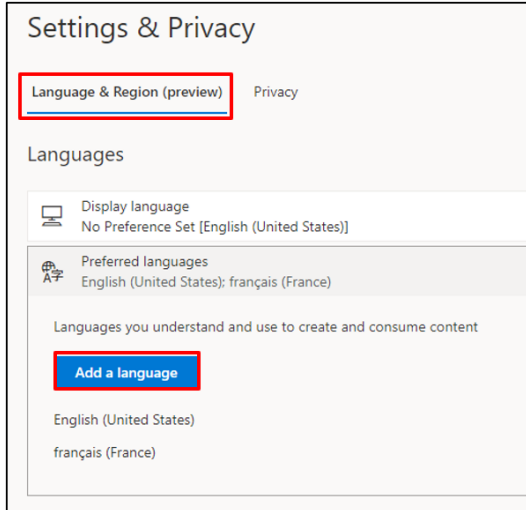 Settings & Privacy
Language & Region (preview) Privacy
Languages
Display language
No Preference Set [English (United States)]
Preferred languages
English (United States); français (France)
Languages you understand and use to create and consume content
Add a language
English (United States)
français (France)